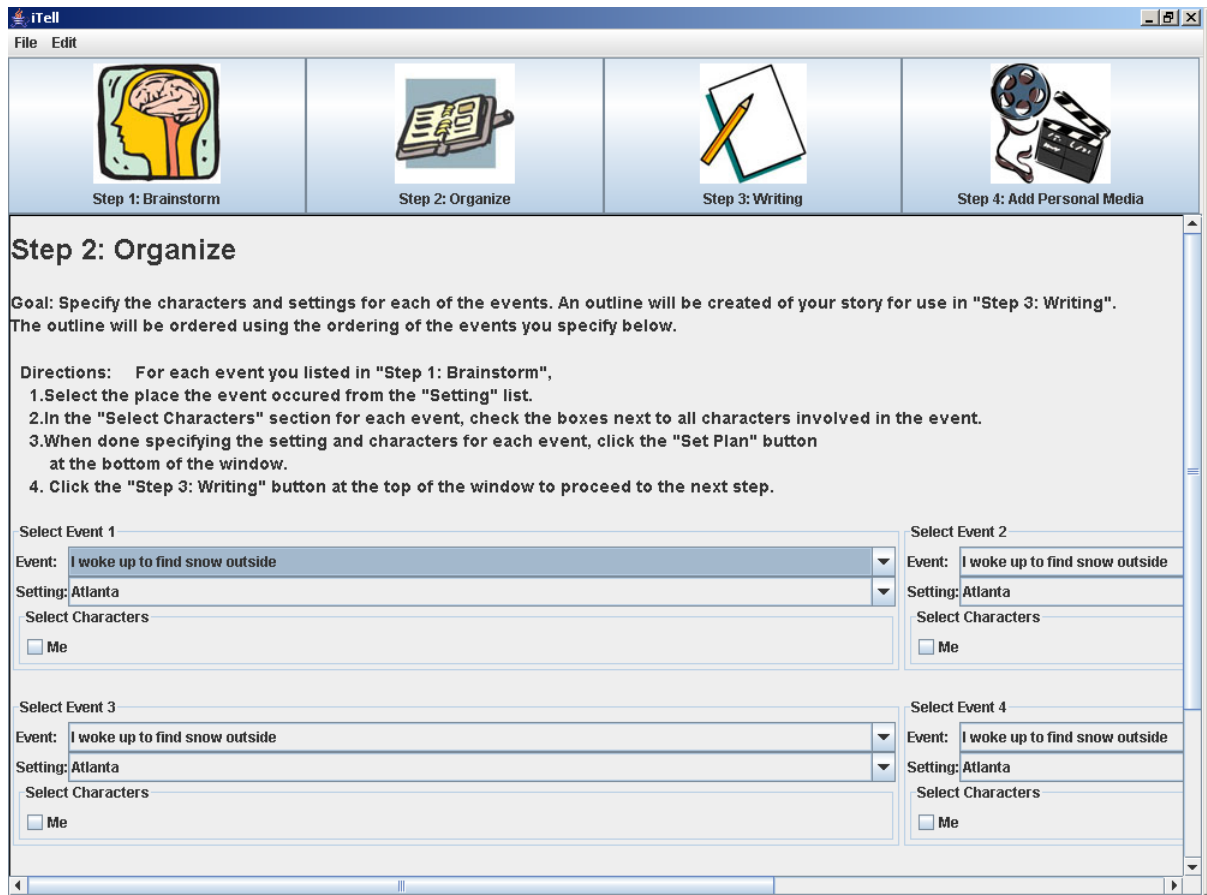 iTell
File Edit
Step 1: Brainstorm
Step 2: Organize
Step 3: Writing
Step 4: Add Personal Media
Step 2: Organize
Goal: Specify the characters and settings for each of the events. An outline will be created of your story for use in "Step 3: Writing".
The outline will be ordered using the ordering of the events you specify below.
Directions: For each event you listed in "Step 1: Brainstorm",
1.Select the place the event occured from the "Setting" list.
2.In the "Select Characters" section for each event, check the boxes next to all characters involved in the event.
3.When done specifying the setting and characters for each event, click the "Set Plan" button
at the bottom of the window.
4. Click the "Step 3: Writing" button at the top of the window to proceed to the next step.
Select Event 1
Event: I woke up to find snow outside
Setting: Atlanta
Select Characters
Me
Select Event 2
Event: I woke up to find snow outside
Setting: Atlanta
Select Characters
Me
Select Event 3
Event: I woke up to find snow outside
Setting: Atlanta
Select Characters
Me
Select Event 4
Event: I woke up to find snow outside
Setting: Atlanta
Select Characters
Me